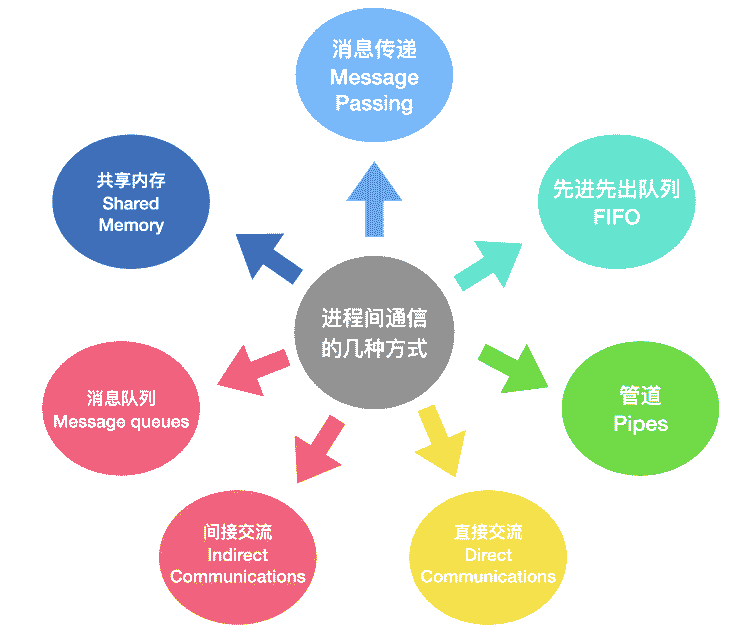 消息传递
Message
Passing
共享内存
Shared
Memory
先进先出队列
FIFO
进程间通信
的几种方式
消息队列
Message queues
管道
Pipes
间接交流
Indirect
Communications
直接交流
Direct
Communications